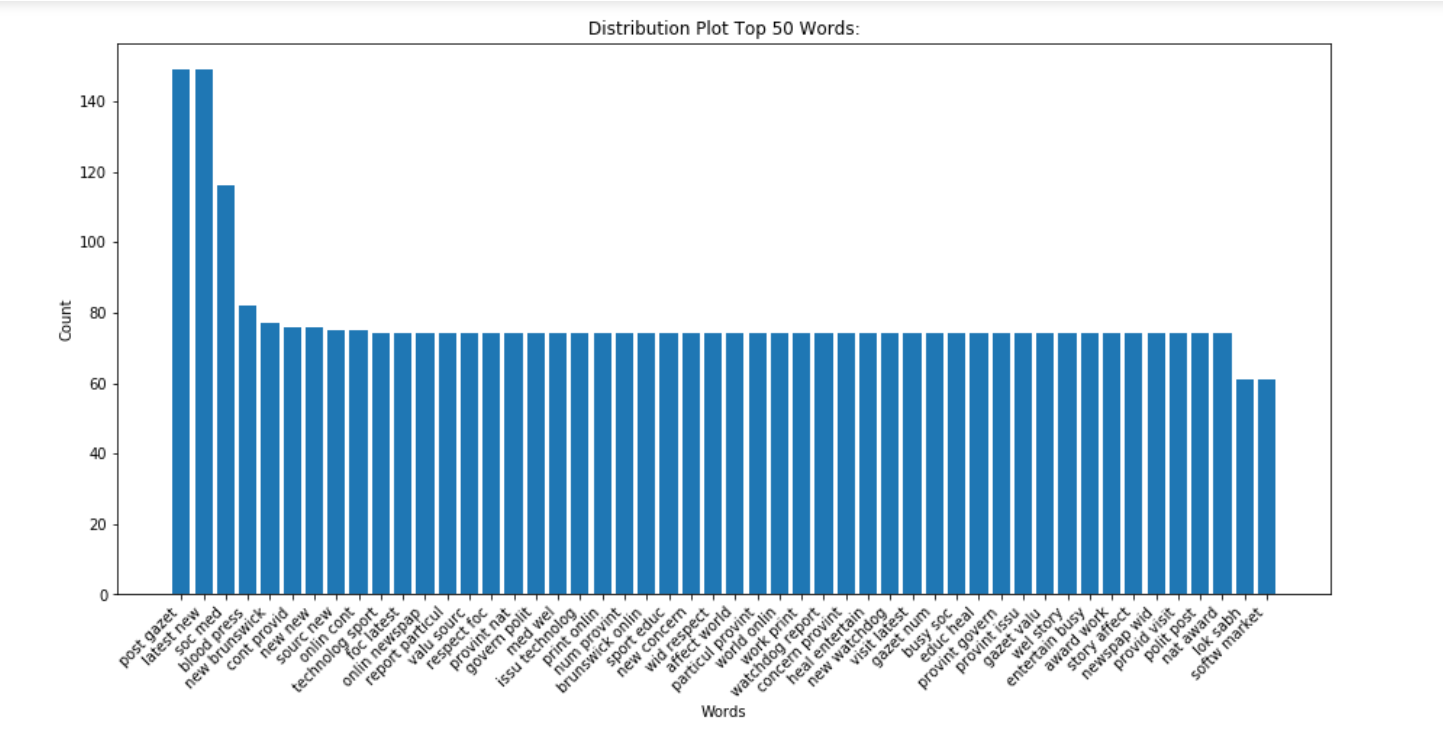 Distribution Plot Top 50 Words:
140
120
100
80
60
40
20
0
Count
post gazet
latest new
soc med
blood press
new brunswick
cont provid
new new
sourc new
onlin cont
technolog sport
foc latest
onlin newspap
report particul
valu sourc
respect foc
provint nat
govern polit
med wel
issu technolog
print onlin
num provint
brunswick onlin
sport educ
new concern
wid respect
affect world
particul provint
world onlin
work print
watchdog report
concern provint
heal entertain
new watchdog
visit latest
gazet num
busy soc
educ heal
provint govern
provint issu
gazet valu
wel story
entertain busy
award work
story affect
newspap wid
provid visit
polit post
nat award
lok sabh
softw market
Words